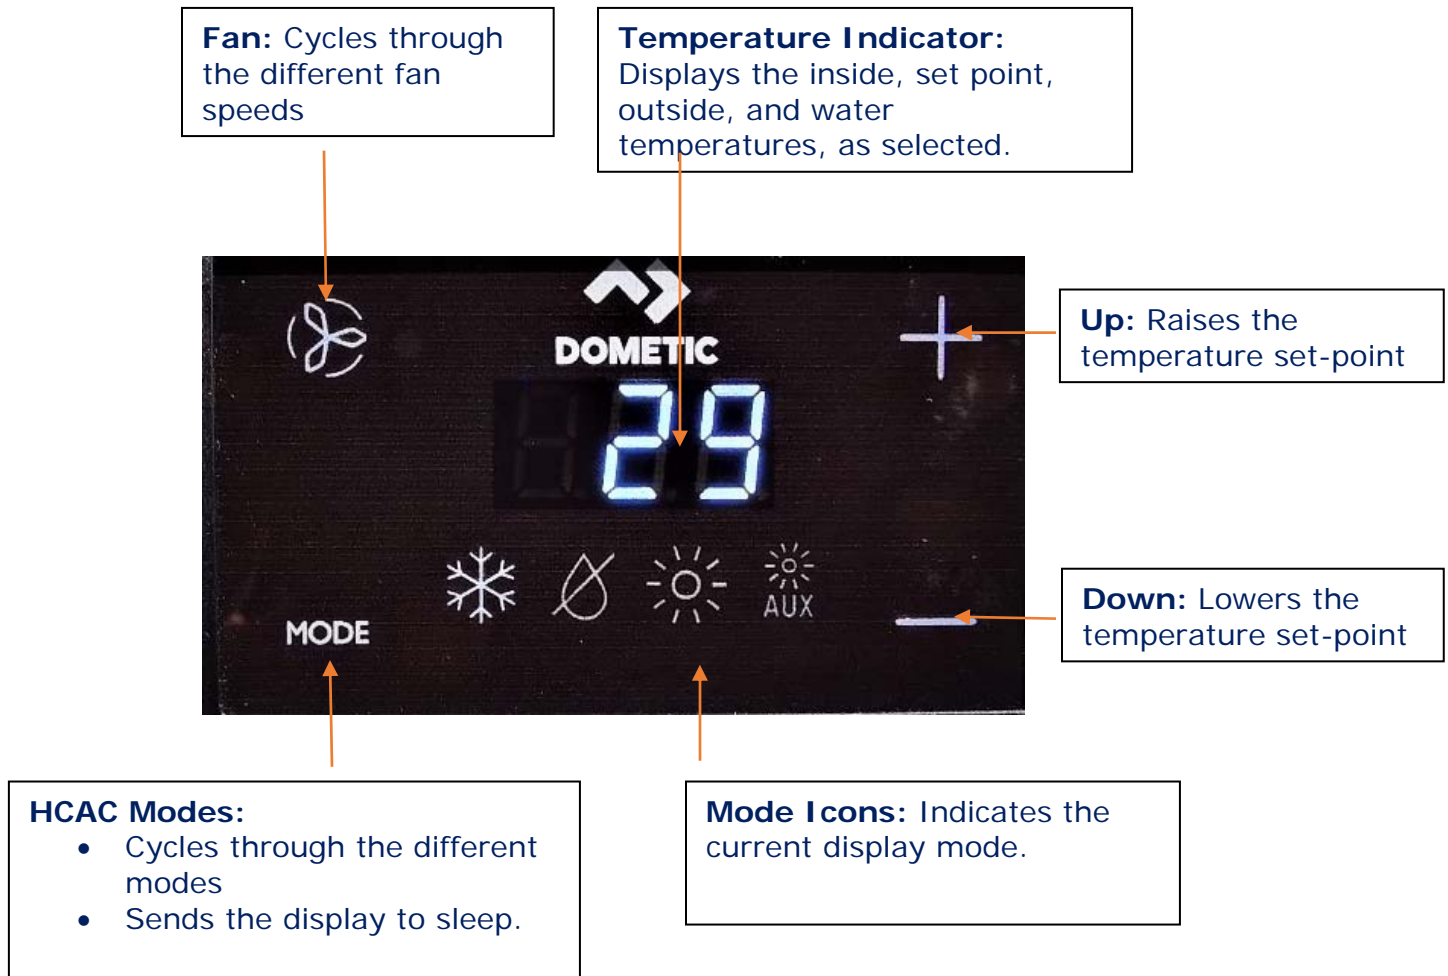 Fan: Cycles through
the different fan
speeds
Temperature Indicator:
Displays the inside, set point,
outside, and water
temperatures, as selected.
DOMETIC
29
Up: Raises the
temperature set-point
AUX
MODE
Down: Lowers the
temperature set-point
HCAC Modes:
• Cycles through the different
modes
• Sends the display to sleep.
Mode Icons: Indicates the
current display mode.